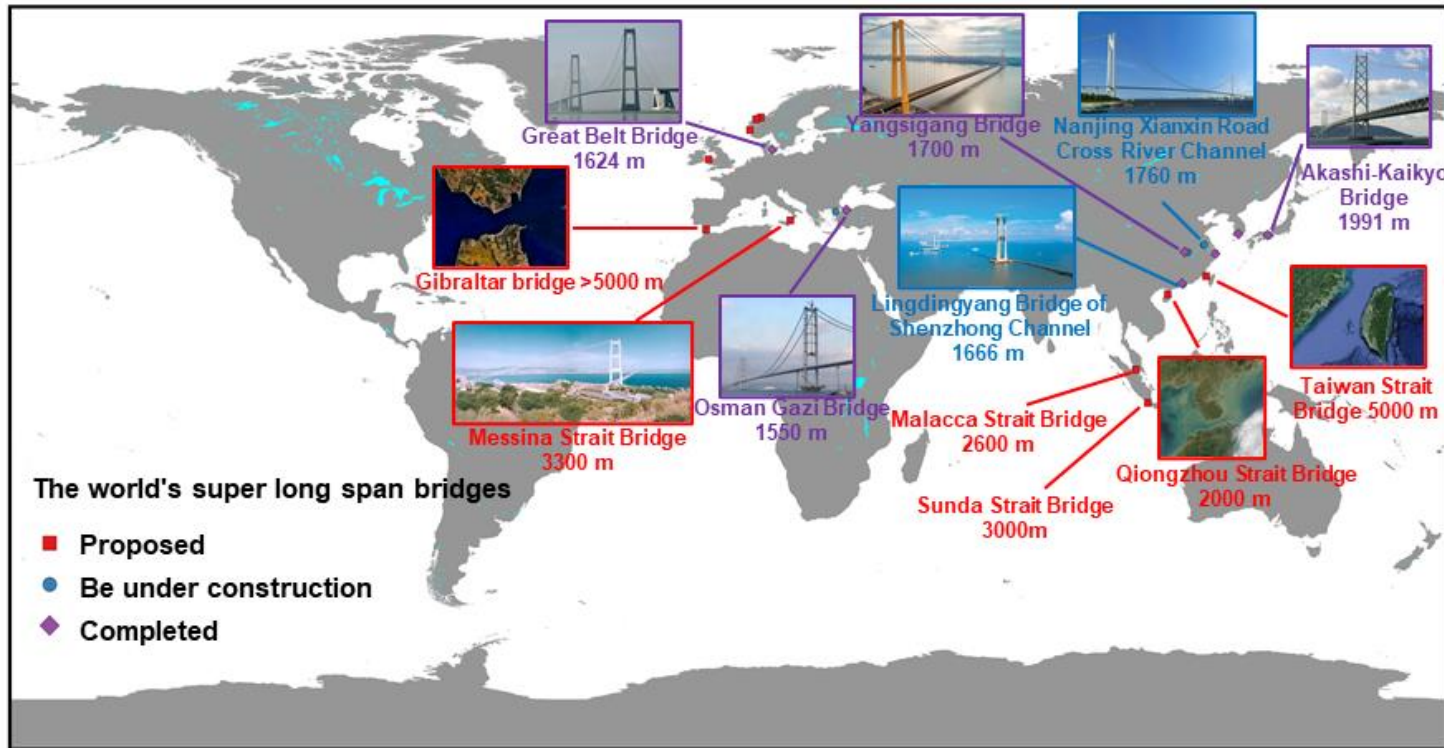 Great Belt Bridge
1624 m
Yangsigang Bridge
1700 m
Nanjing Xianxin Road
Cross River Channel
1760 m
Akashi-Kaikyo
Bridge
1991 m
Gibraltar bridge >5000 m
Lingdingyang Bridge of
Shenzhong Channel
1666 m
Messina Strait Bridge
3300 m
Osman Gazi Bridge
1550 m
Malacca Strait Bridge
2600 m
Taiwan Strait
Bridge 5000 m
Qiongzhou Strait Bridge
2000 m
Sunda Strait Bridge
3000m
The world's super long span bridges
Proposed
Be under construction
Completed